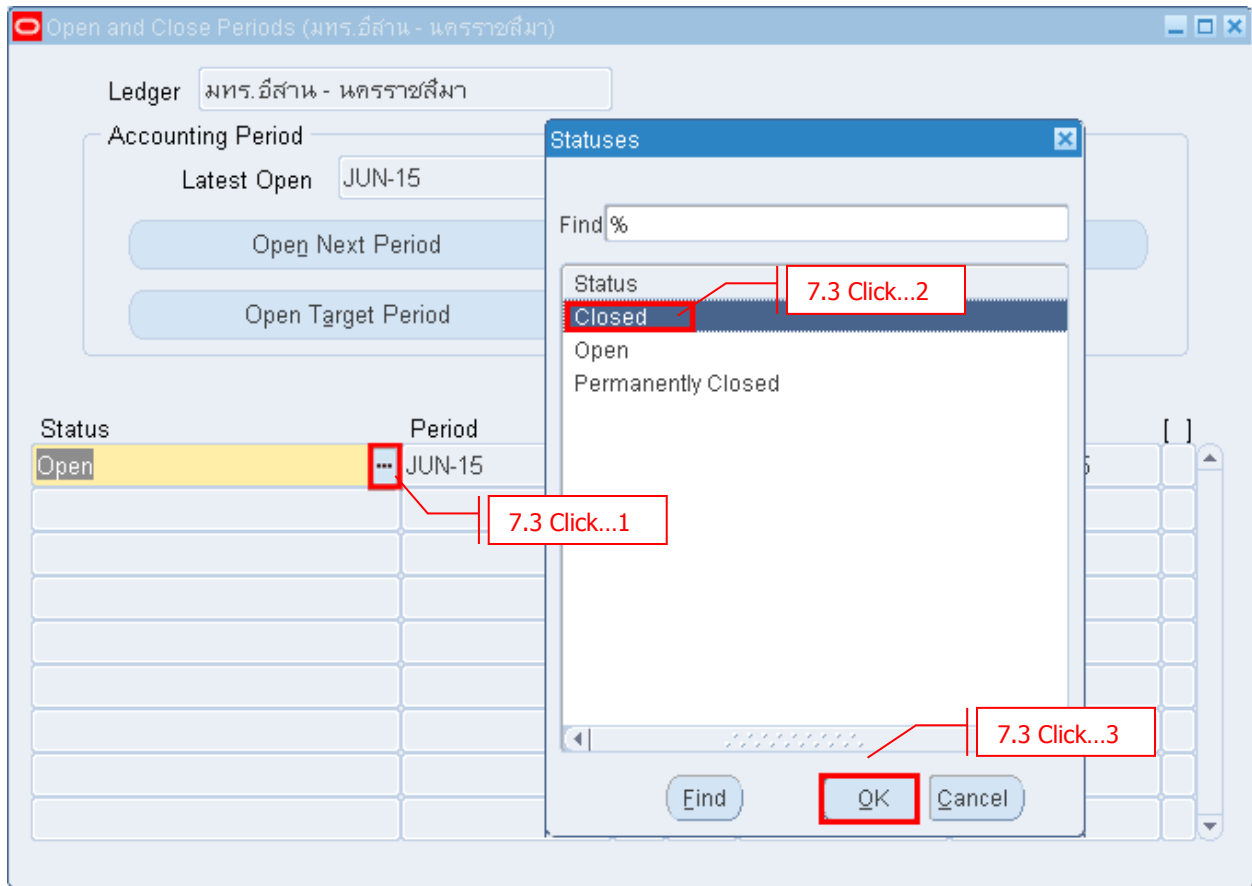 Open and Close Periods (มทร.อีสาน - นครราชสีมา)
Ledger มทร.อีสาน - นครราชสีมา
Accounting Period
Latest Open JUN-15
Open Next Period
Open Target Period
Statuses
Find %
Status
7.3 Click...2
Closed
Open
Permanently Closed
Status Period [ ]
Open ... JUN-15 5
7.3 Click...1
7.3 Click...3
Find OK Cancel